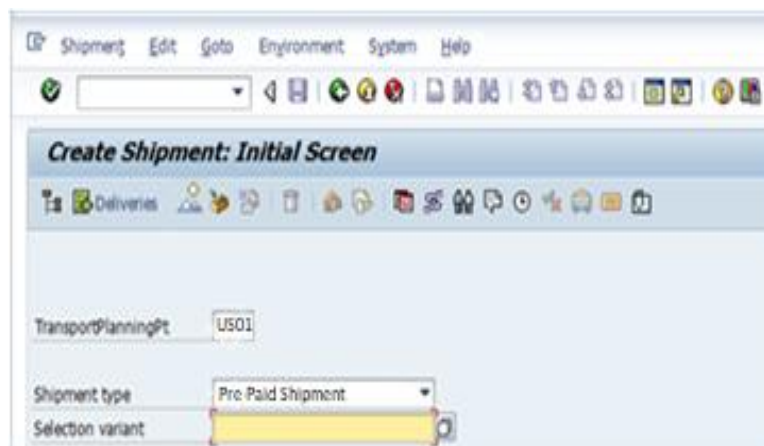 Shipment Edit Goto Environment System Help
Create Shipment: Initial Screen
Deliveries
TransportPlanningPt US01
Shipment type Pre Paid Shipment
Selection variant